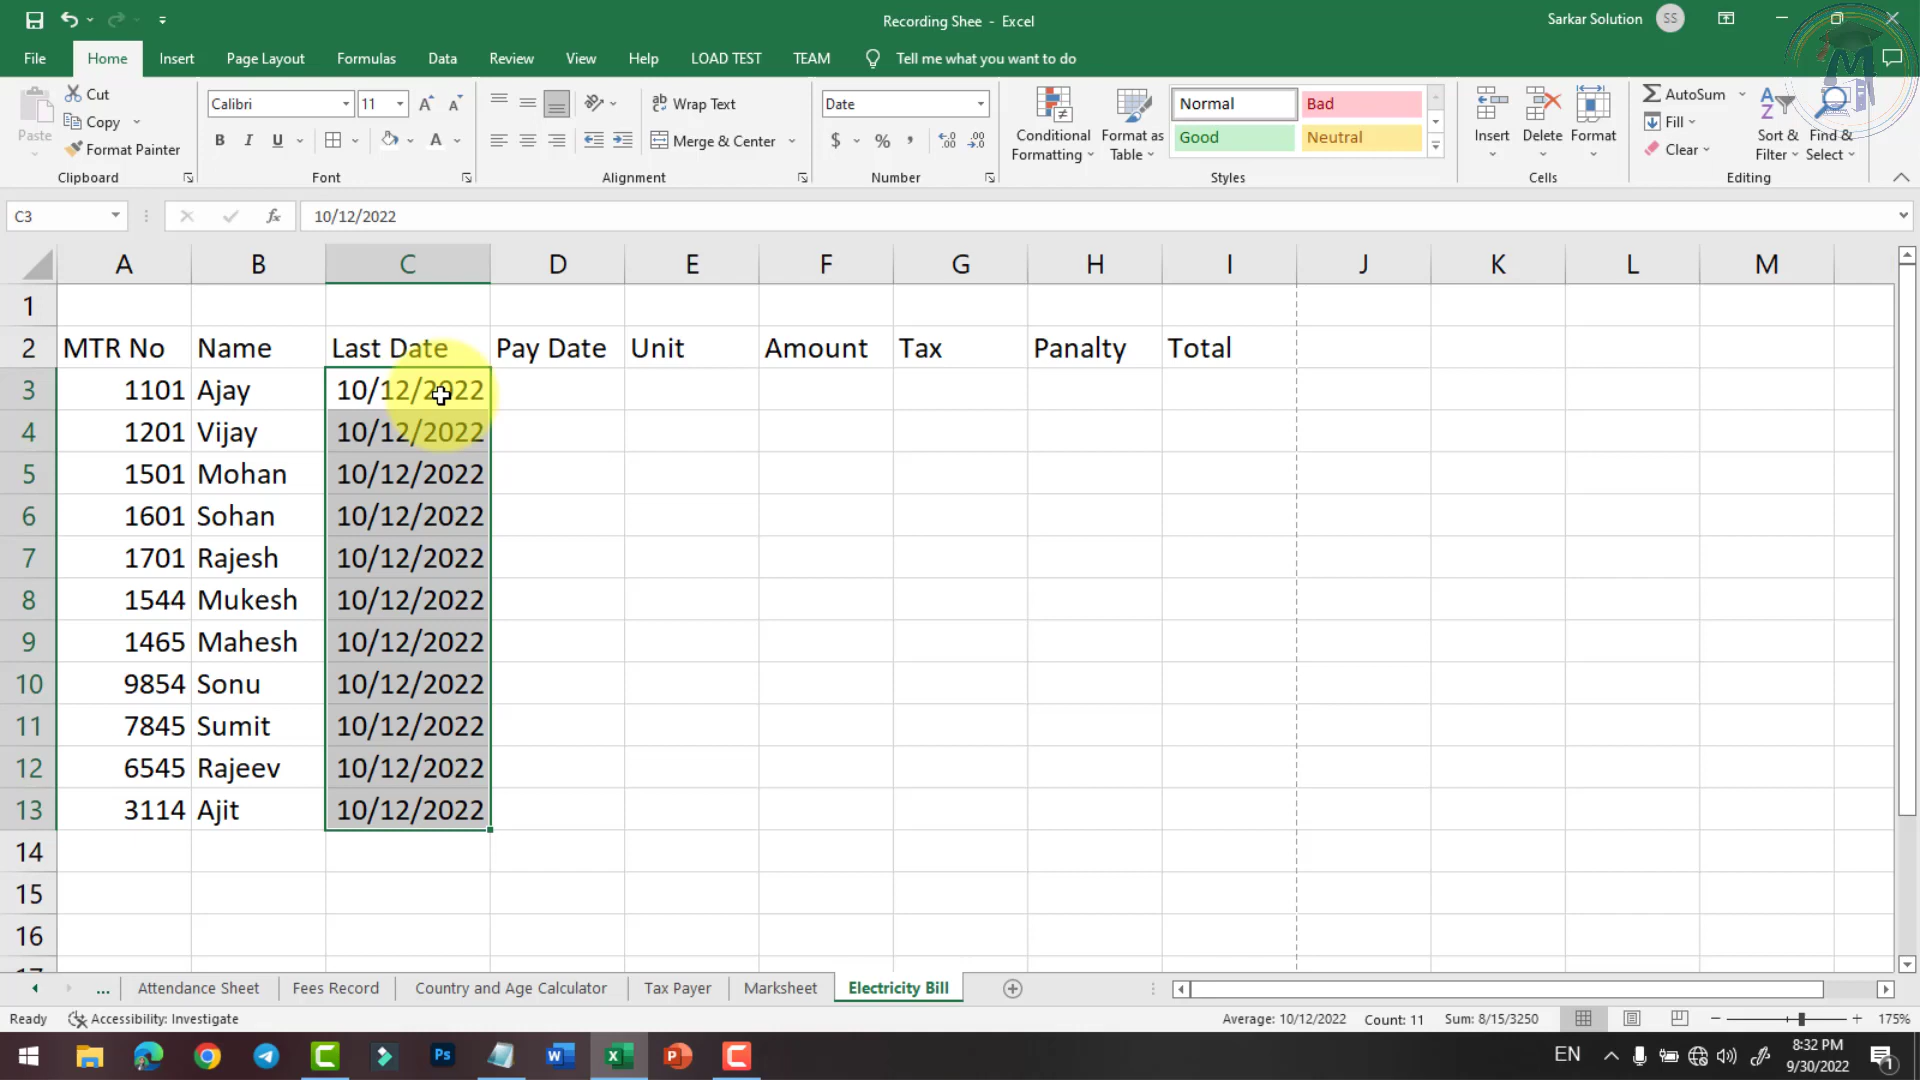 Recording Shee - Excel
Sarkar Solution SS
File Home Insert Page Layout Formulas Data Review View Help LOAD TEST TEAM Tell me what you want to do
Paste
Cut
Copy
Format Painter
Clipboard
Calibri 11
B I U
Font
Wrap Text
Merge & Center
Alignment
Date
$ % ,
Number
Conditional Formatting
Format as Table
Normal Bad
Good Neutral
Styles
Insert Delete Format
Cells
AutoSum
Fill
Clear
Sort & Filter
Find & Select
Editing
C3 fx 10/12/2022
A B C D E F G H I J K L M
1
2 MTR No Name Last Date Pay Date Unit Amount Tax Panalty Total
3 1101 Ajay 10/12/2022
4 1201 Vijay 10/12/2022
5 1501 Mohan 10/12/2022
6 1601 Sohan 10/12/2022
7 1701 Rajesh 10/12/2022
8 1544 Mukesh 10/12/2022
9 1465 Mahesh 10/12/2022
10 9854 Sonu 10/12/2022
11 7845 Sumit 10/12/2022
12 6545 Rajeev 10/12/2022
13 3114 Ajit 10/12/2022
14
15
16
... Attendance Sheet Fees Record Country and Age Calculator Tax Payer Marksheet Electricity Bill
Ready Accessibility: Investigate Average: 10/12/2022 Count: 11 Sum: 8/15/3250 175%
EN 8:32 PM
9/30/2022